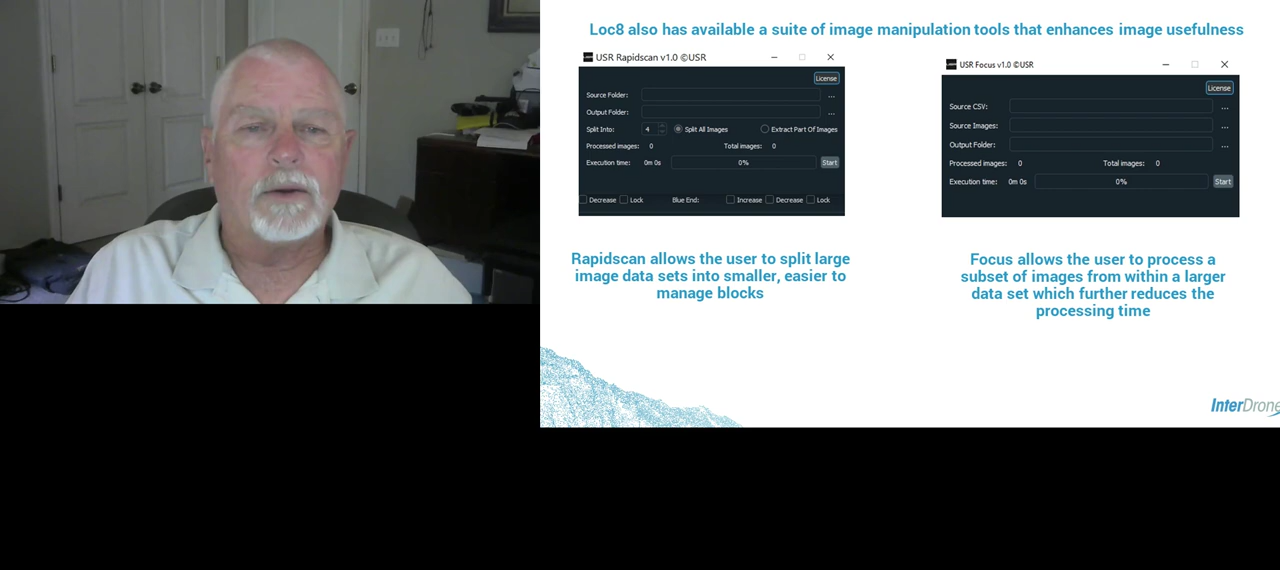 Loc8 also has available a suite of image manipulation tools that enhances image usefulness
USR Rapidscan v1.0 ©USR
License
Source Folder:
...
Output Folder:
...
Split Into: 4 Split All Images Extract Part Of Images
Processed images: 0 Total images: 0
Execution time: 0m 0s 0% Start
Decrease Lock Blue End: Increase Decrease Lock
Rapidscan allows the user to split large
image data sets into smaller, easier to
manage blocks
USR Focus v1.0 ©USR
License
Source CSV:
...
Source Images:
...
Output Folder:
...
Processed images: 0 Total images: 0
Execution time: 0m 0s 0% Start
Focus allows the user to process a
subset of images from within a larger
data set which further reduces the
processing time
InterDrone